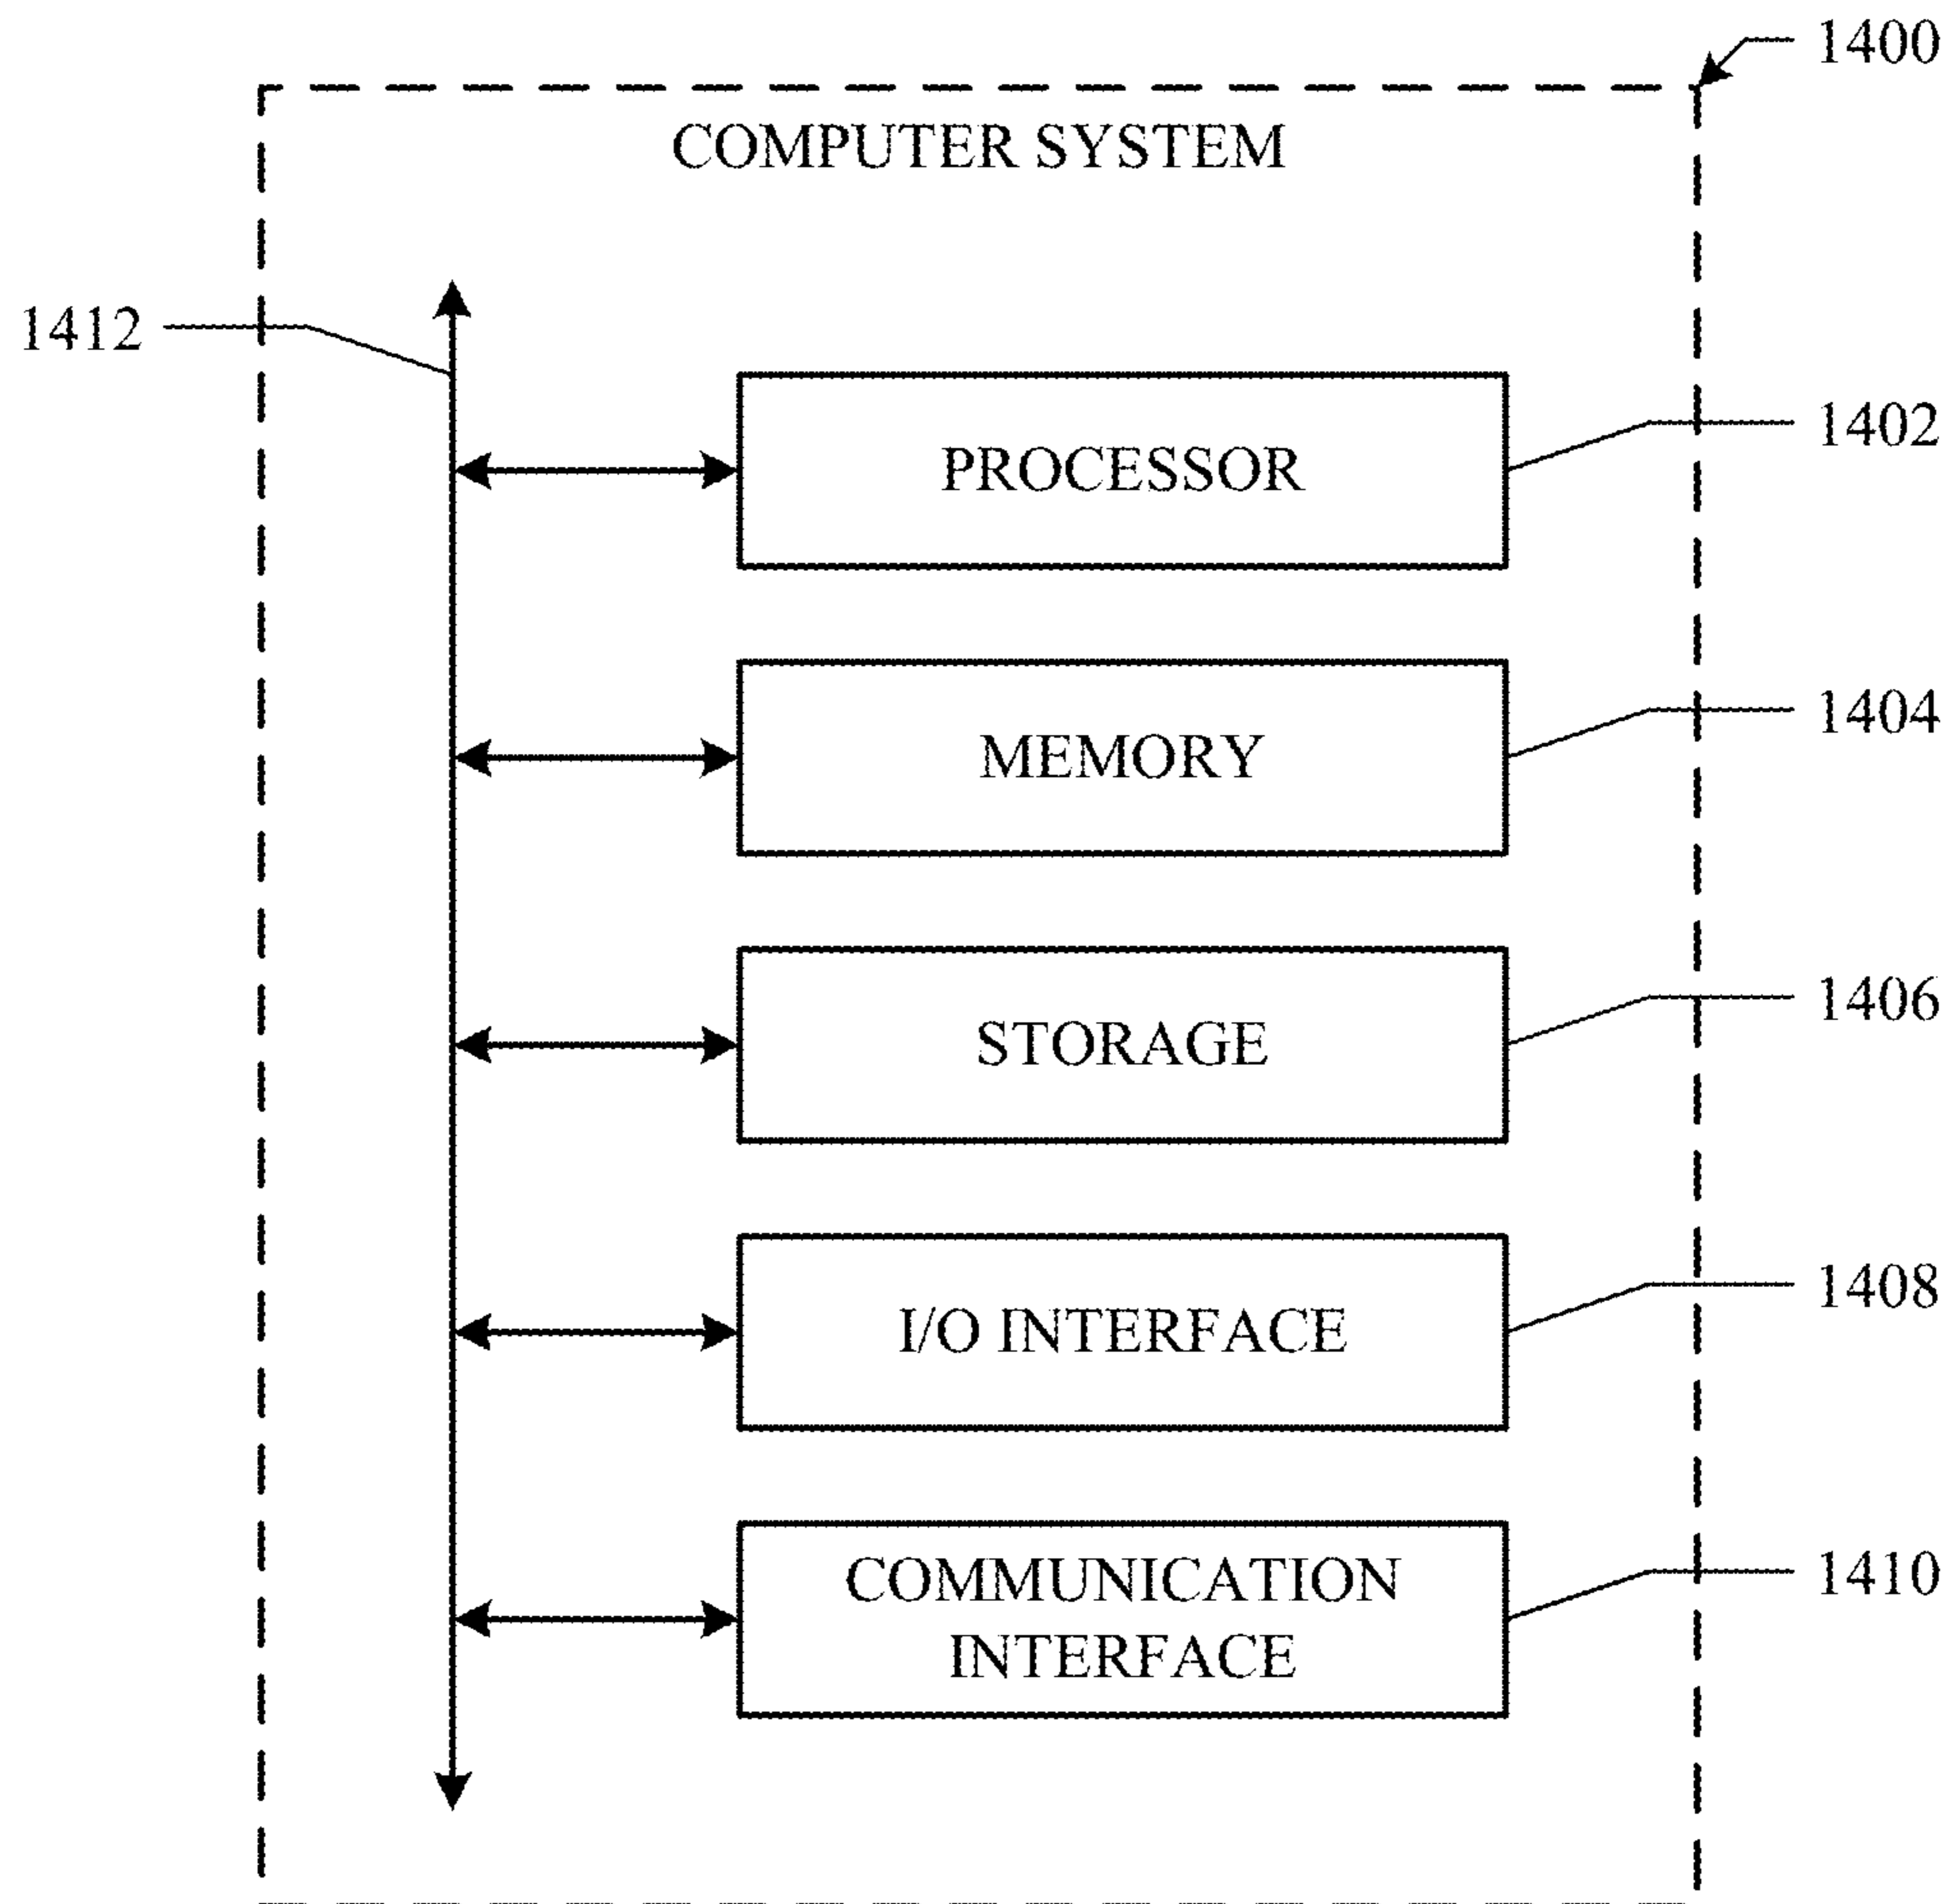 1400
COMPUTER SYSTEM
1412
PROCESSOR
1402
MEMORY
1404
STORAGE
1406
I/O INTERFACE
1408
COMMUNICATION
INTERFACE
1410